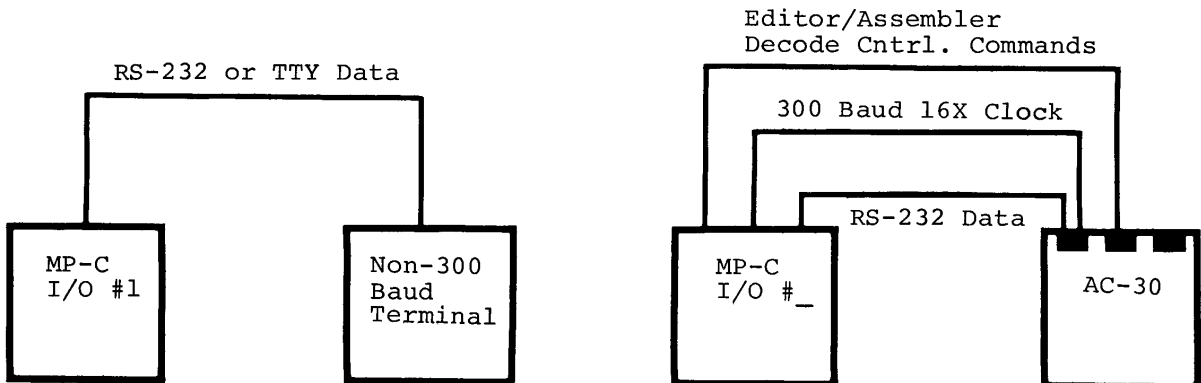 RS-232 or TTY Data
MP-C
I/O #1
Non-300
Baud
Terminal
Editor/Assembler
Decode Cntrl. Commands
300 Baud 16X Clock
RS-232 Data
MP-C
I/O #_
AC-30